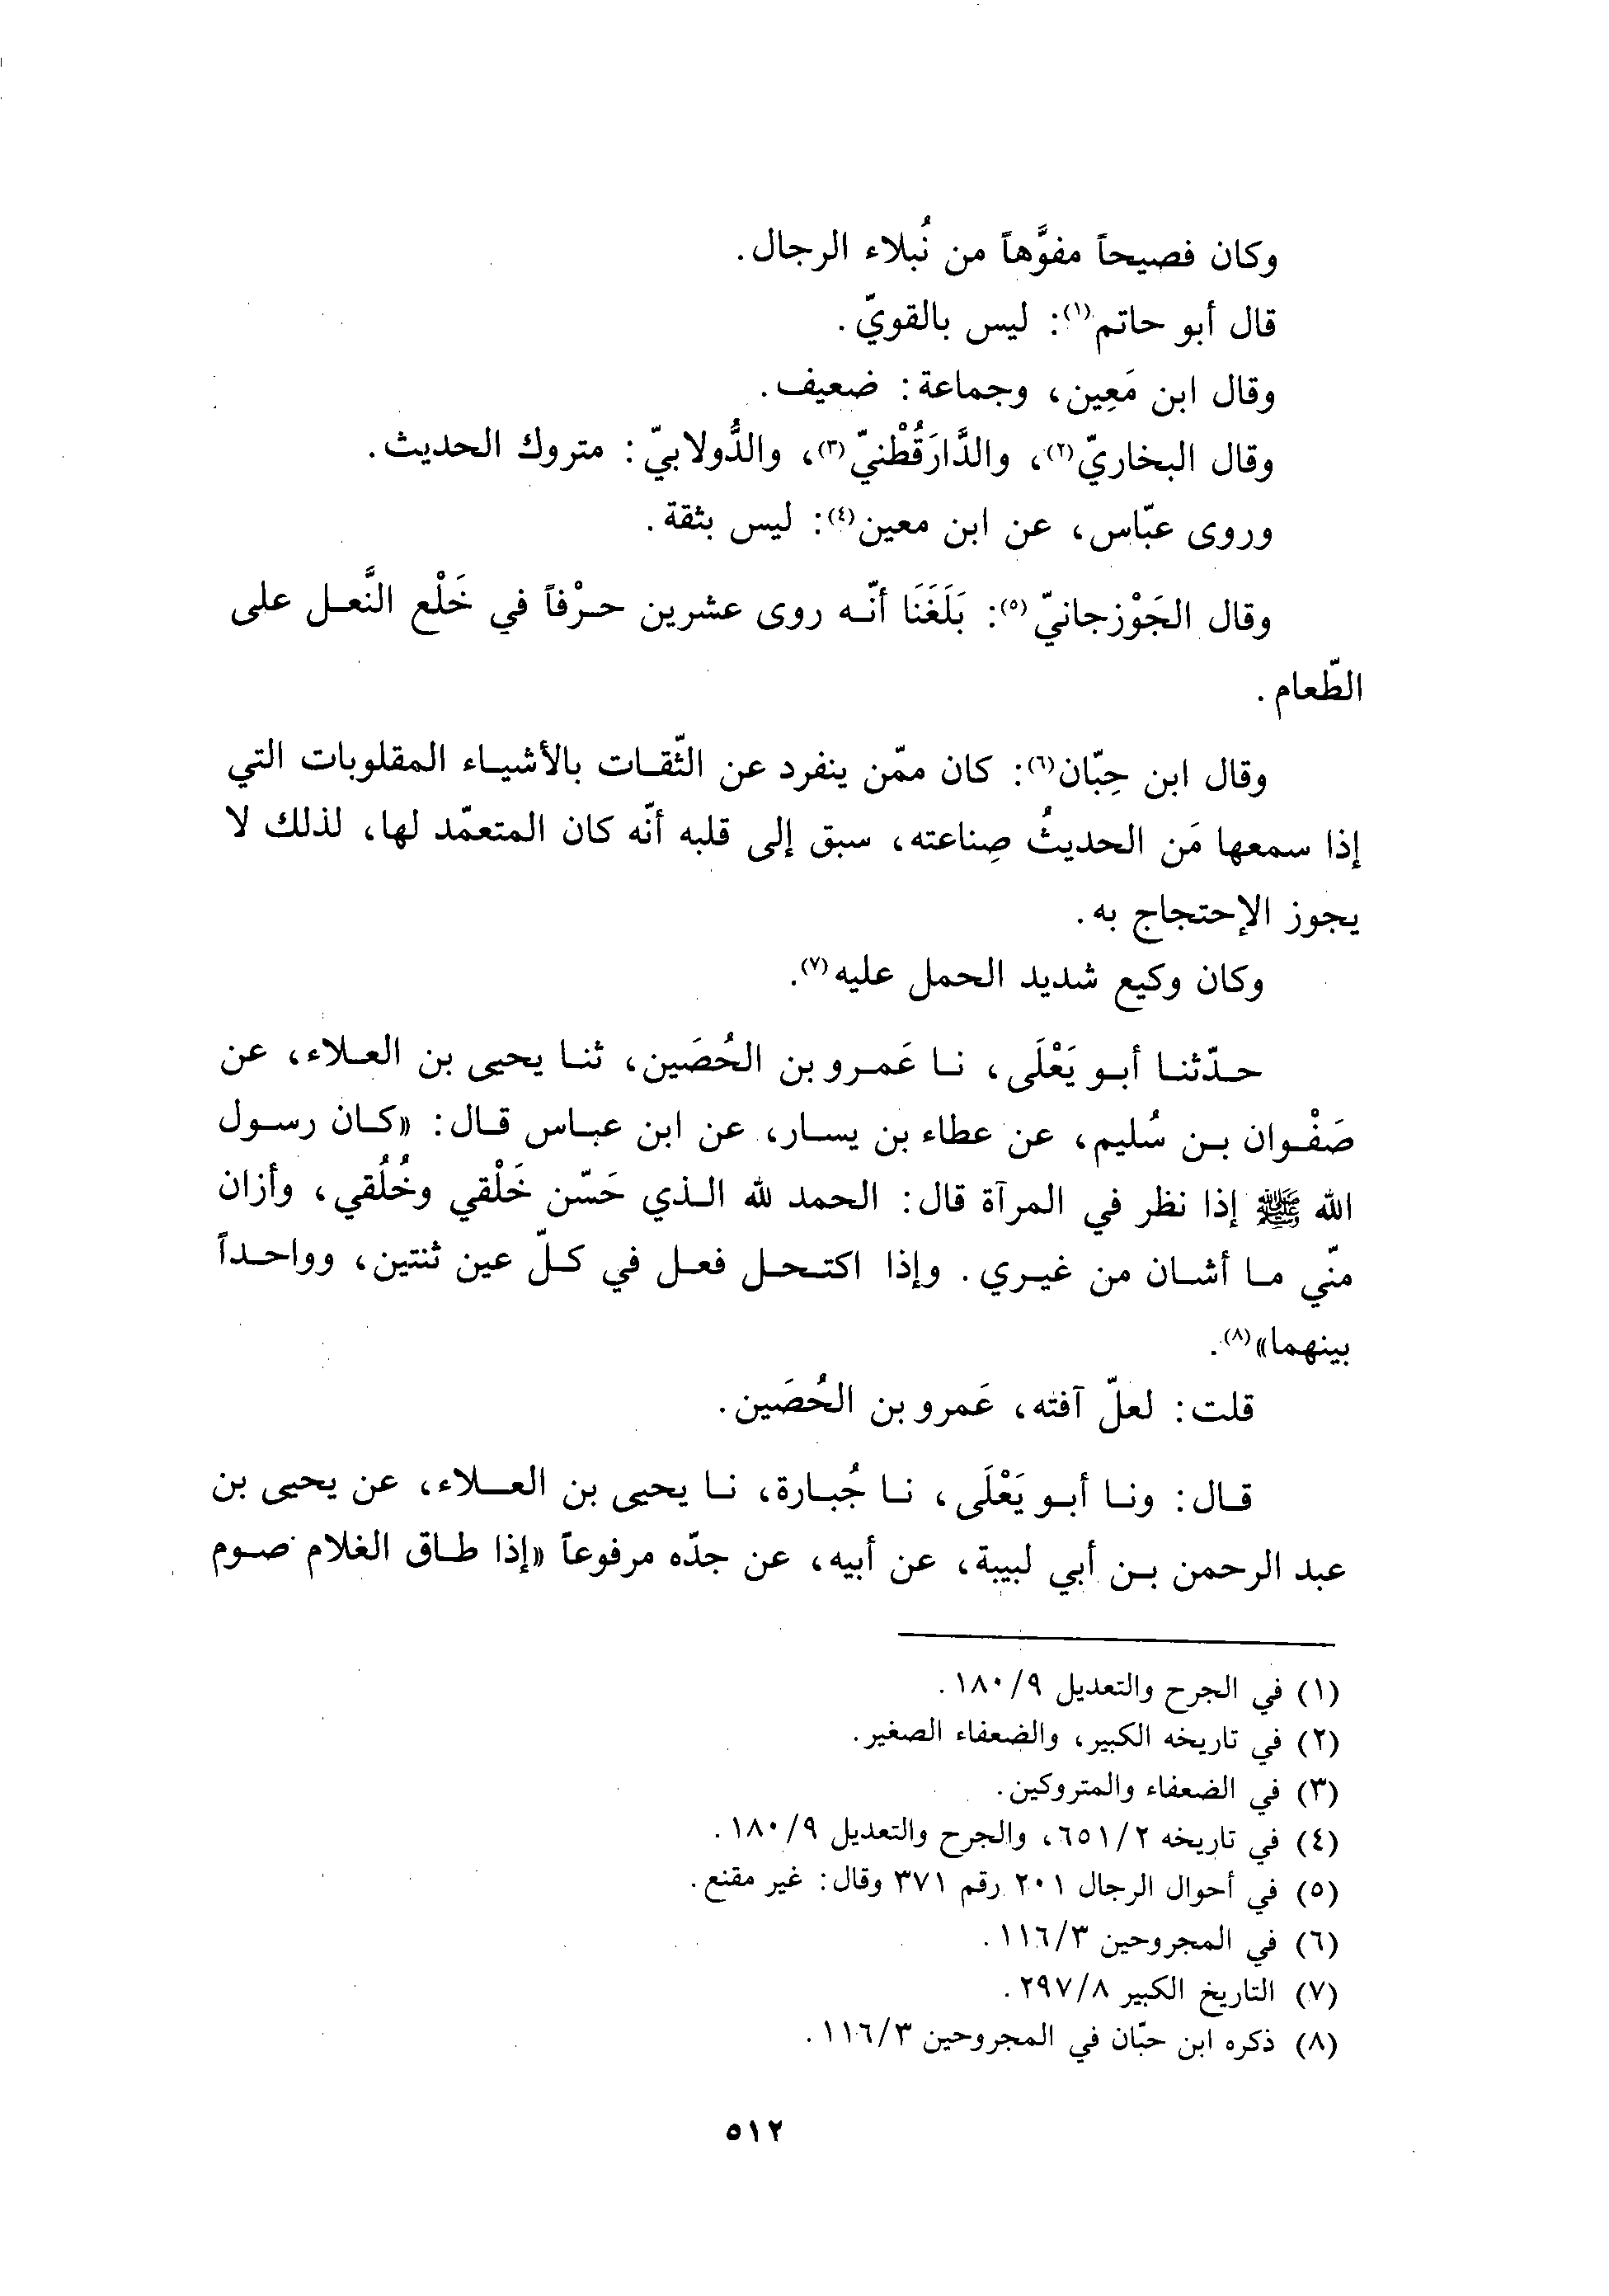 وكان فصيحاً مفوَّهاً من نُبلاء الرجال.
قال أبو حاتم(١): ليس بالقويّ.
وقال ابن مَعِين، وجماعة: ضعيف.
وقال البخاريّ(٢)، والدَّارَقُطْنيّ(٣)، والدُّولابيّ: متروك الحديث.
وروى عبّاس، عن ابن معين(٤): ليس بثقة.
وقال الجَوْزجانيّ(٥): بَلَغَنَا أنّه روى عشرين حرْفاً في خَلْع النَّعل على
الطّعام.
وقال ابن حِبّان(٦): كان ممّن ينفرد عن الثّقات بالأشياء المقلوبات التي
إذا سمعها مَن الحديثُ صِناعته، سبق إلى قلبه أنّه كان المتعمّد لها، لذلك لا
يجوز الإحتجاج به.
وكان وكيع شديد الحمل عليه(٧).
حدّثنا أبو يَعْلَى، نا عَمرو بن الحُصَين، ثنا يحيى بن العلاء، عن
صَفْوان بن سُليم، عن عطاء بن يسار، عن ابن عباس قال: «كان رسول
الله ﷺ إذا نظر في المرآة قال: الحمد لله الذي حَسّن خَلْقي وخُلُقي، وأزان
منّي ما أشان من غيري. وإذا اكتحل فعل في كلّ عين ثنتين، وواحداً
بينهما»(٨).
قلت: لعلّ آفته، عَمرو بن الحُصَين.
قال: ونا أبو يَعْلَى، نا جُبارة، نا يحيى بن العلاء، عن يحيى بن
عبد الرحمن بن أبي لبيبة، عن أبيه، عن جدّه مرفوعاً «إذا طاق الغلام صوم
(١) في الجرح والتعديل ٩/ ١٨٠.
(٢) في تاريخه الكبير، والضعفاء الصغير.
(٣) في الضعفاء والمتروكين.
(٤) في تاريخه ٢/ ٦٥١، والجرح والتعديل ٩/ ١٨٠.
(٥) في أحوال الرجال ٢٠١ رقم ٣٧١ وقال: غير مقنع.
(٦) في المجروحين ٣/ ١١٦.
(٧) التاريخ الكبير ٨/ ٢٩٧.
(٨) ذكره ابن حبّان في المجروحين ٣/ ١١٦.
٥١٢